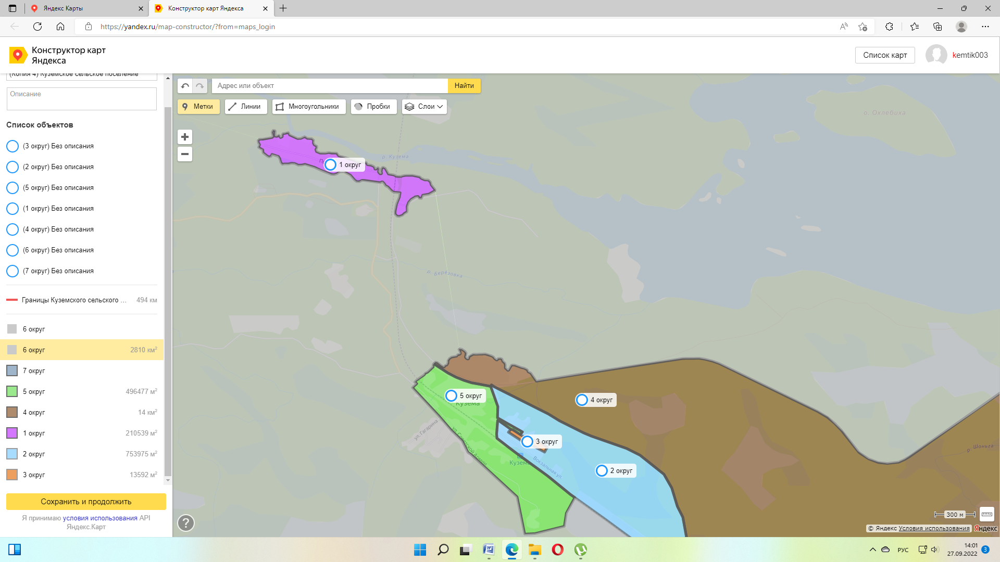 Яндекс Карты
Конструктор карт Яндекса
https://yandex.ru/map-constructor/?from=maps_login
Конструктор карт
Яндекса
Список карт
kemtik003
(Копия 4) Куземское сельское поселение
Описание
Список объектов
(3 округ) Без описания
(2 округ) Без описания
(5 округ) Без описания
(1 округ) Без описания
(4 округ) Без описания
(6 округ) Без описания
(7 округ) Без описания
Границы Куземского сельского ... 494 км
6 округ
6 округ 2810 км²
7 округ
5 округ 496477 м²
4 округ 14 км²
1 округ 210539 м²
2 округ 753975 м²
3 округ 13592 м²
Сохранить и продолжить
Я принимаю условия использования API
Яндекс.Карт
Адрес или объект
Найти
Метки
Линии
Многоугольники
Пробки
Слои
о. Охлебиха
р. Кузема
1 округ
р. Берёзовка
5 округ
Кузема
4 округ
ул. Гагарина
ул. Советской Армии
3 округ
р. Шоньга
Вокзальная ул.
2 округ
300 м
?
© Яндекс Условия использования Яндекс
РУС
14:01
27.09.2022
3